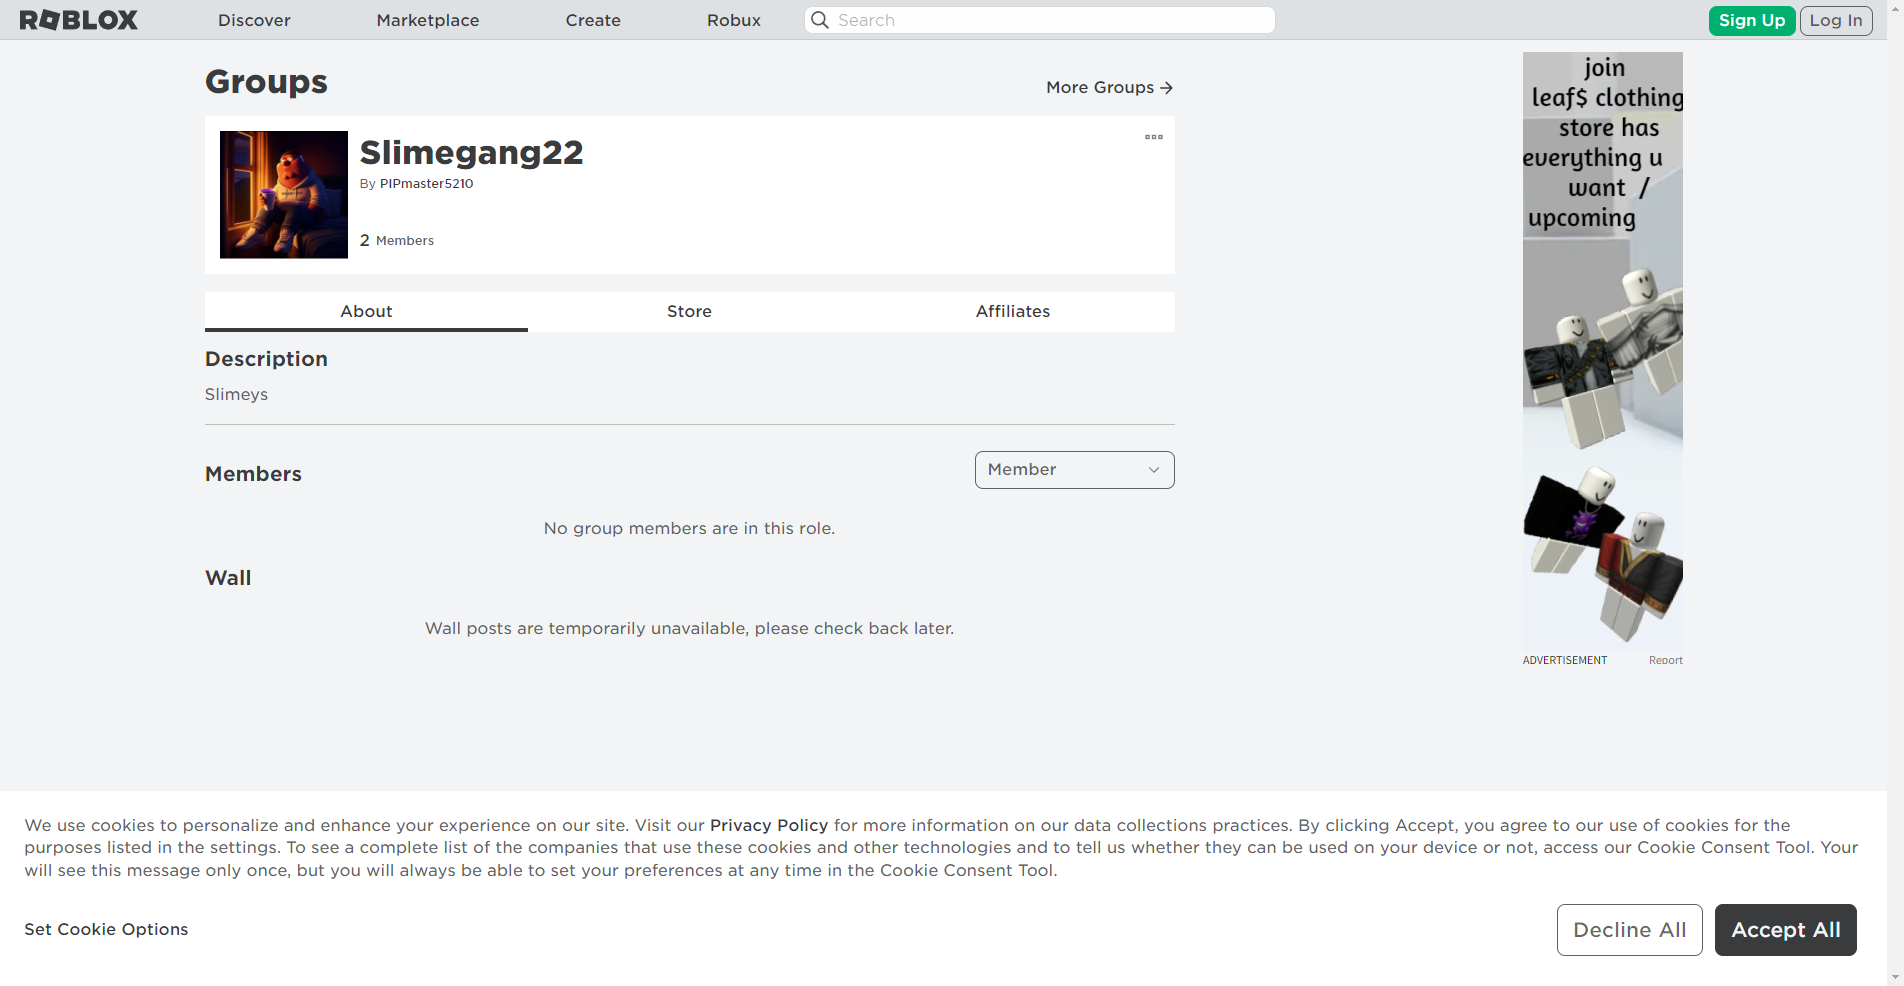 ROBLOX
Discover
Marketplace
Create
Robux
Search
Sign Up
Log In
Groups
More Groups →
Slimegang22
By PIPmaster5210
2 Members
About
Store
Affiliates
Description
Slimeys
Members
Member
No group members are in this role.
Wall
Wall posts are temporarily unavailable, please check back later.
join
leaf$ clothing
store has
everything u
want /
upcoming
ADVERTISEMENT
Report
We use cookies to personalize and enhance your experience on our site. Visit our Privacy Policy for more information on our data collections practices. By clicking Accept, you agree to our use of cookies for the
purposes listed in the settings. To see a complete list of the companies that use these cookies and other technologies and to tell us whether they can be used on your device or not, access our Cookie Consent Tool. Your
will see this message only once, but you will always be able to set your preferences at any time in the Cookie Consent Tool.
Set Cookie Options
Decline All
Accept All